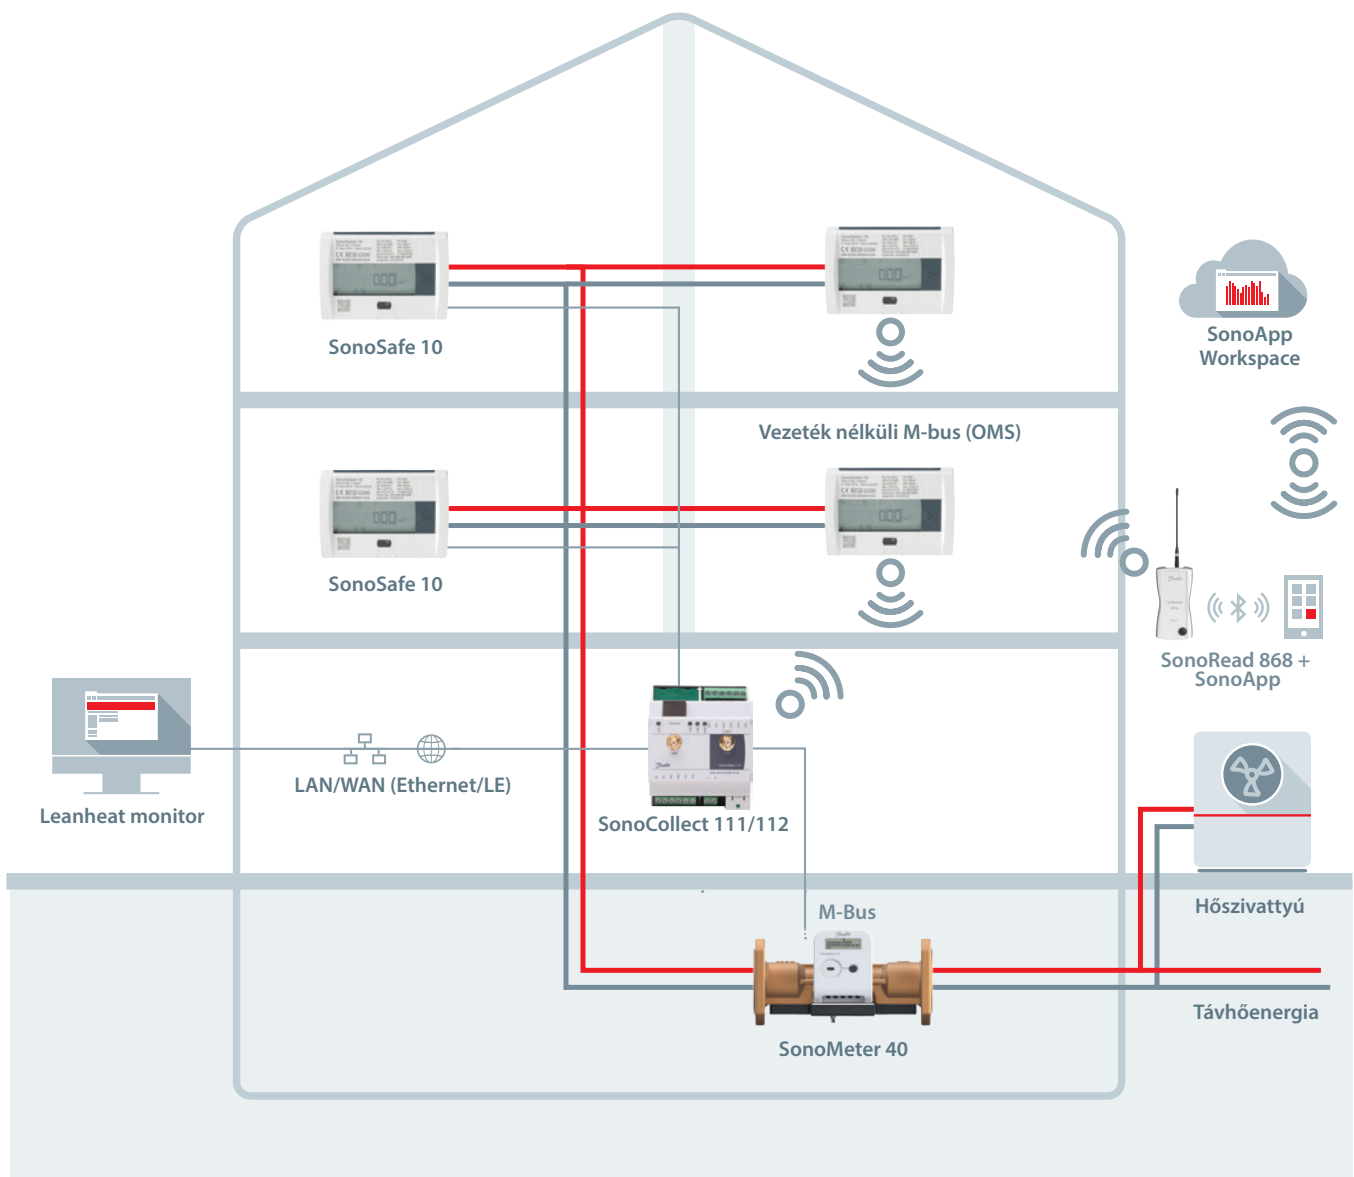 SonoSafe 10
SonoApp
Workspace
Vezeték nélküli M-bus (OMS)
SonoSafe 10
SonoRead 868 +
SonoApp
LAN/WAN (Ethernet/LE)
Leanheat monitor
SonoCollect 111/112
Hőszivattyú
M-Bus
Távhőenergia
SonoMeter 40